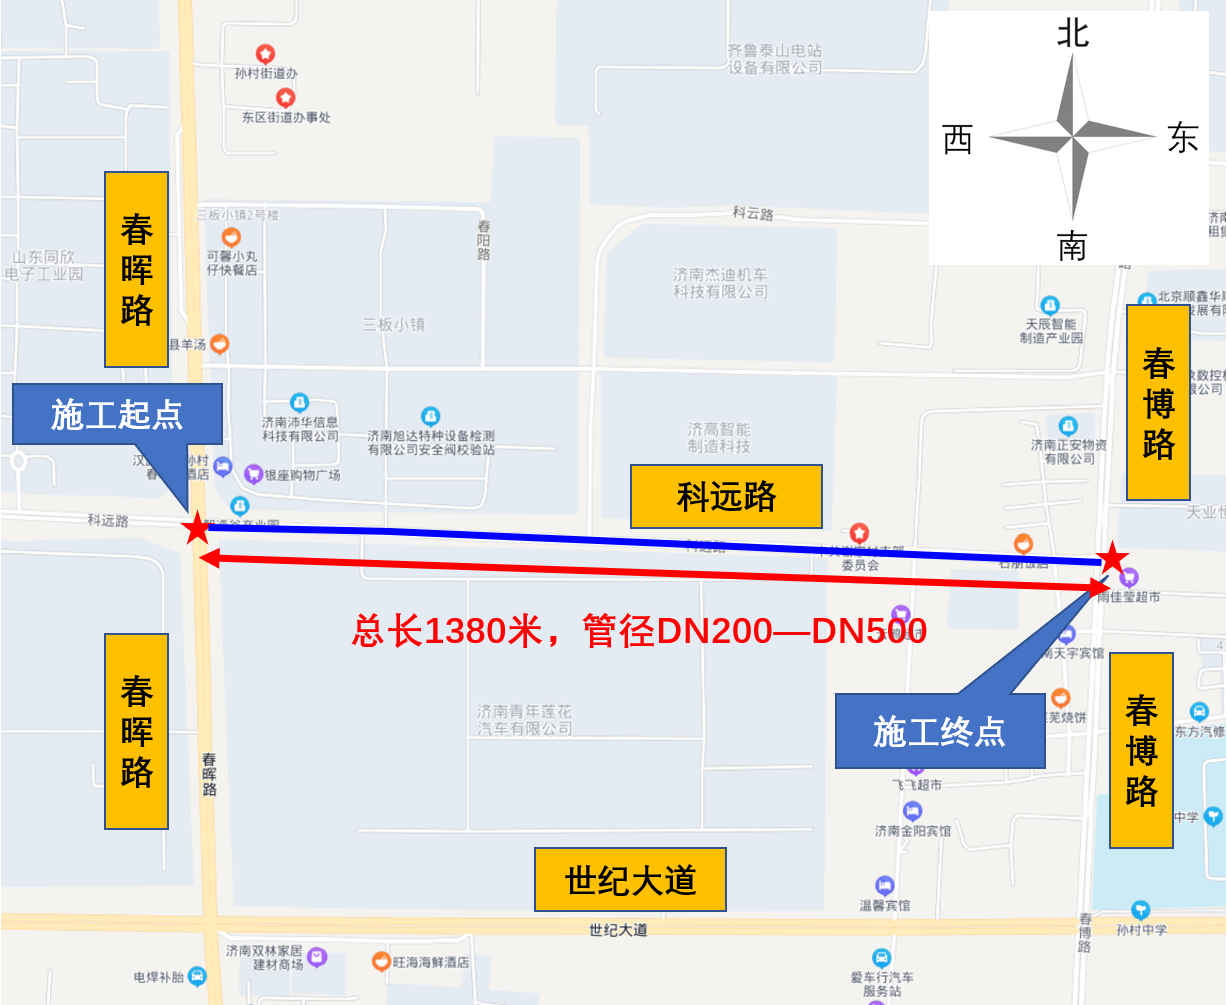 北
西
东
南
齐鲁泰山电站
设备有限公司
孙村街道办
东区街道办事处
科云路
三板小镇2号楼
春阳路
春晖路
可馨小丸
仔快餐店
山东同欣
电子工业园
济南杰迪机车
科技有限公司
三板小镇
县羊汤
天辰智能
制造产业园
北京顺鑫华
春博路
施工起点
济南沛华信息
科技有限公司
济南旭达特种设备检测
有限公司安全阀校验站
济高智能
制造科技
济南正安物资
有限公司
孙村
酒店
银座购物广场
科远路
科远路
科远路
委员会
雨佳莹超市
总长1380米，管径DN200—DN500
南天宇宾馆
春晖路
春博路
施工终点
济南青年莲花
汽车有限公司
芜烧饼
东方汽修
春晖路
飞飞超市
济南金阳宾馆
中学
世纪大道
温馨宾馆
世纪大道
春博路
孙村中学
济南双林家居
建材商场
旺海海鲜酒店
电焊补胎
爱车行汽车
服务站